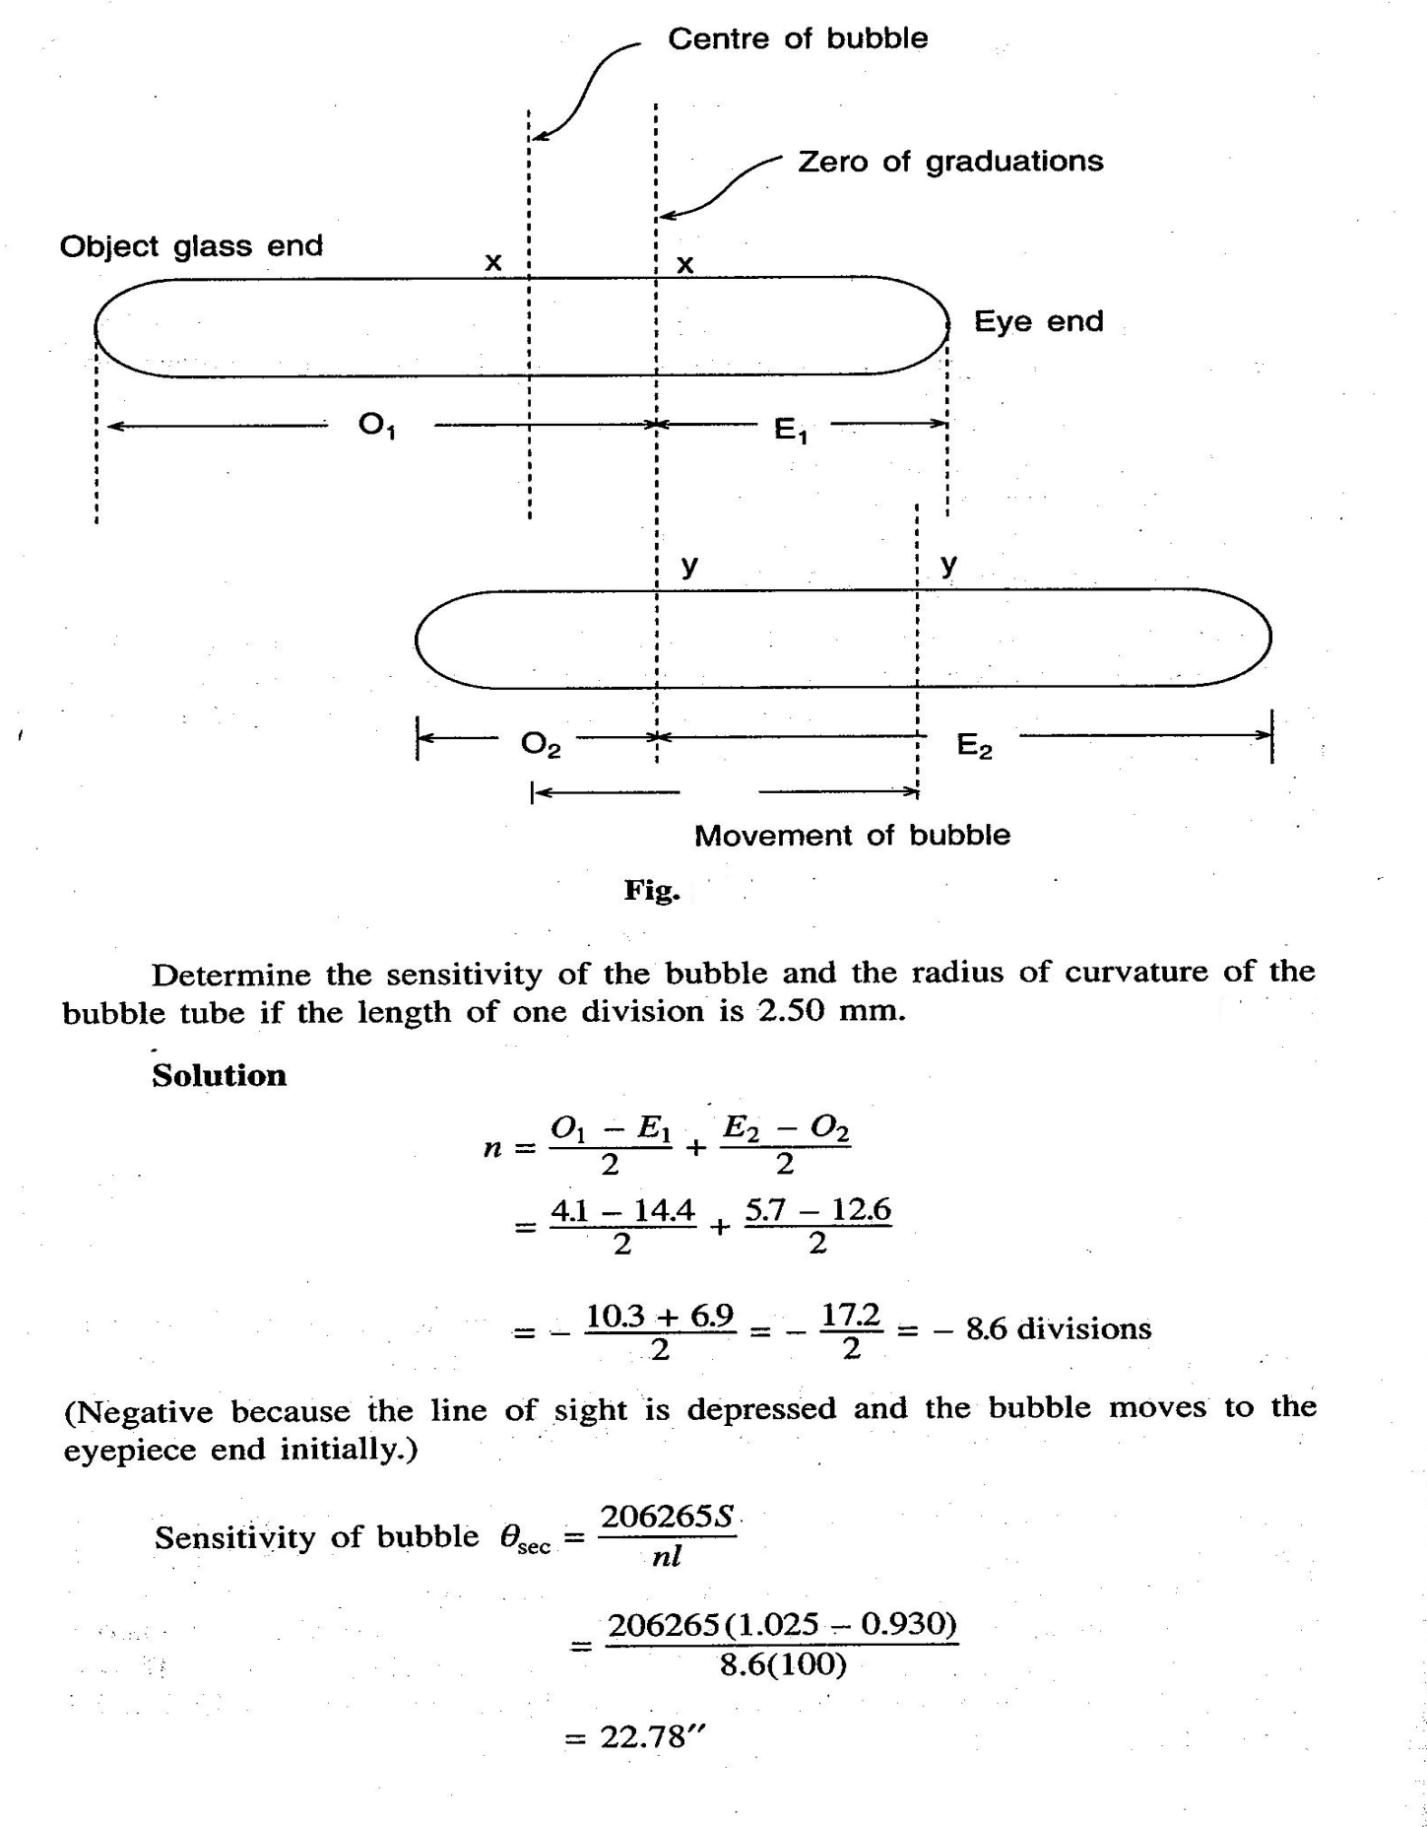 Centre of bubble
Zero of graduations
Object glass end
x x
Eye end
O₁ E₁
y y
O₂ E₂
Movement of bubble
Fig.
Determine the sensitivity of the bubble and the radius of curvature of the
bubble tube if the length of one division is 2.50 mm.
Solution
n = (O₁ − E₁)/2 + (E₂ − O₂)/2
= (4.1 − 14.4)/2 + (5.7 − 12.6)/2
= − (10.3 + 6.9)/2 = − 17.2/2 = − 8.6 divisions
(Negative because the line of sight is depressed and the bubble moves to the
eyepiece end initially.)
Sensitivity of bubble θsec = 206265S/nl
= 206265(1.025 − 0.930)/8.6(100)
= 22.78″